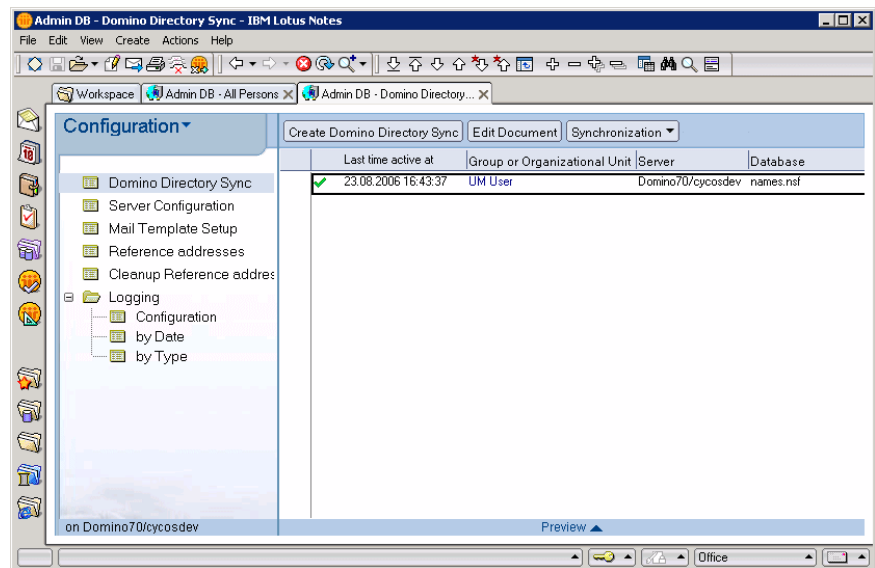 Admin DB - Domino Directory Sync - IBM Lotus Notes
File Edit View Create Actions Help
Workspace Admin DB - All Persons Admin DB - Domino Directory...
Configuration
Create Domino Directory Sync Edit Document Synchronization
Last time active at Group or Organizational Unit Server Database
23.08.2006 16:43:37 UM User Domino70/cycosdev names.nsf
Domino Directory Sync
Server Configuration
Mail Template Setup
Reference addresses
Cleanup Reference addres
Logging
Configuration
by Date
by Type
on Domino70/cycosdev
Preview
Office